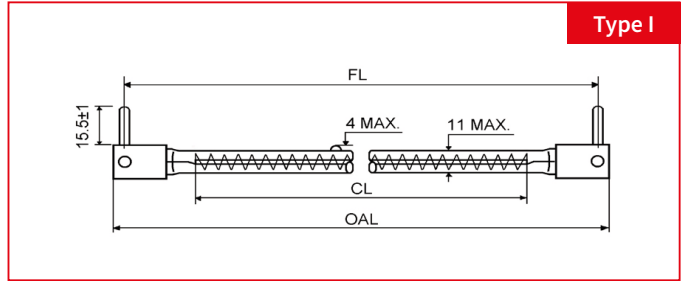 Type I
FL
15.5±1
4 MAX.
11 MAX.
CL
OAL